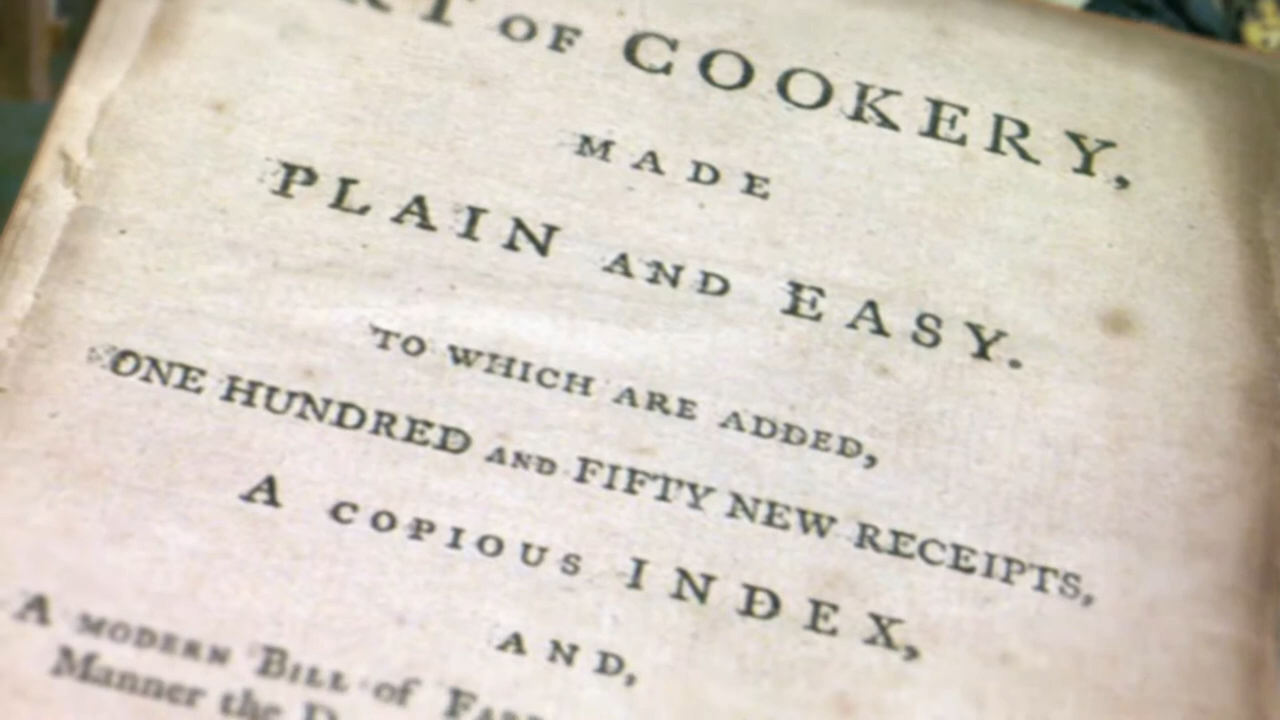 OF COOKERY,
MADE
PLAIN AND EASY.
TO WHICH ARE ADDED,
ONE HUNDRED AND FIFTY NEW RECEIPTS,
A COPIOUS INDEX,
AND,
A MODERN BILL of
Manner the